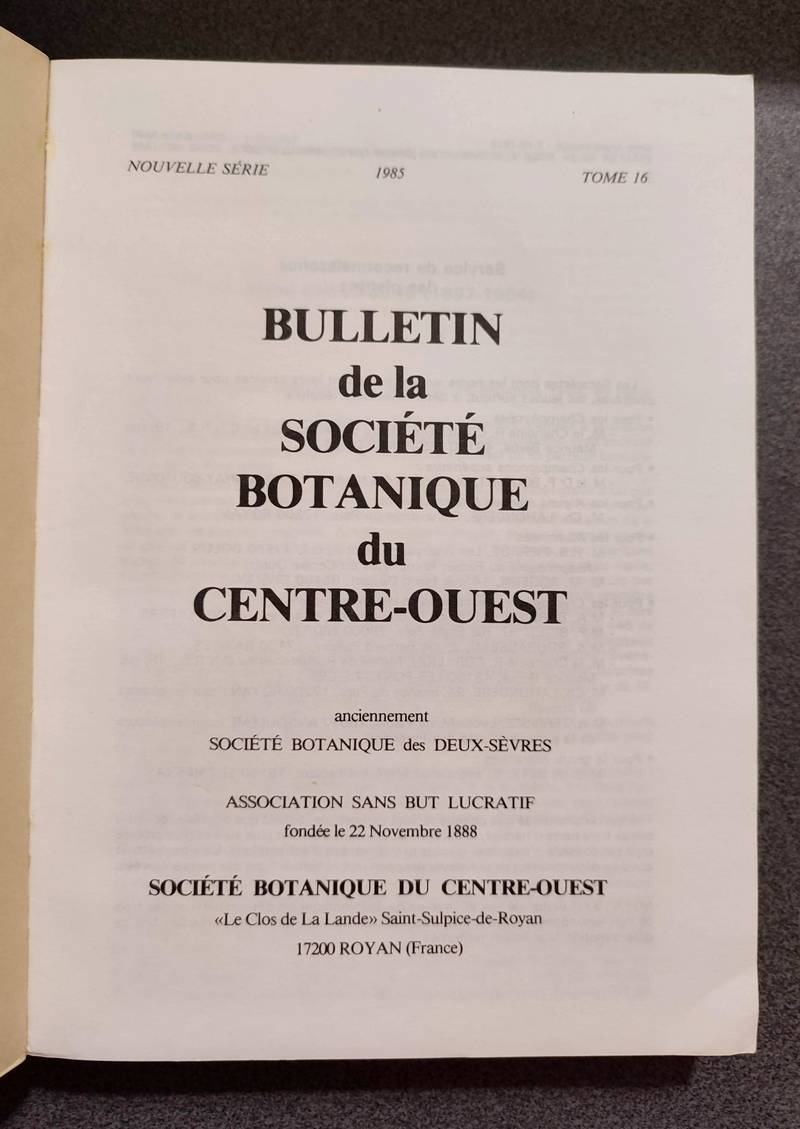 NOUVELLE SÉRIE 1985 TOME 16
BULLETIN
de la
SOCIÉTÉ
BOTANIQUE
du
CENTRE-OUEST
anciennement
SOCIÉTÉ BOTANIQUE des DEUX-SÈVRES
ASSOCIATION SANS BUT LUCRATIF
fondée le 22 Novembre 1888
SOCIÉTÉ BOTANIQUE DU CENTRE-OUEST
«Le Clos de La Lande» Saint-Sulpice-de-Royan
17200 ROYAN (France)